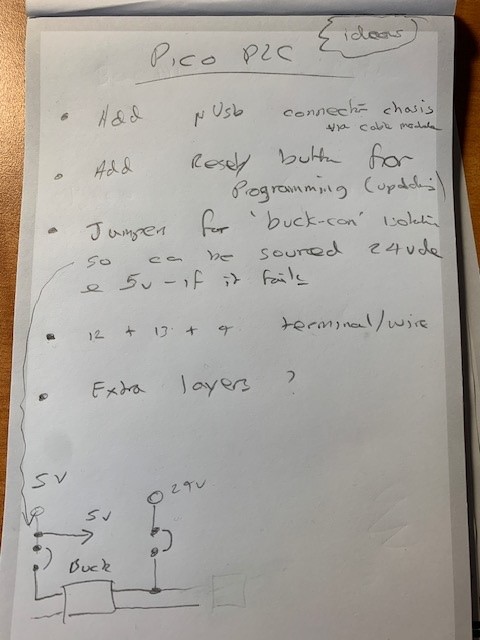 ideas
Pico PLC
• Add µUsb connect= chasis
via cable module
• Add Reset button for
Programming (updates)
• Jumper for 'buck-con' isolation
so can be sourced 24vdc
e 5v - if it fails
• 12 + 13 + 9 terminal/wire
• Extra layers ?
5V
24V
5V
Buck